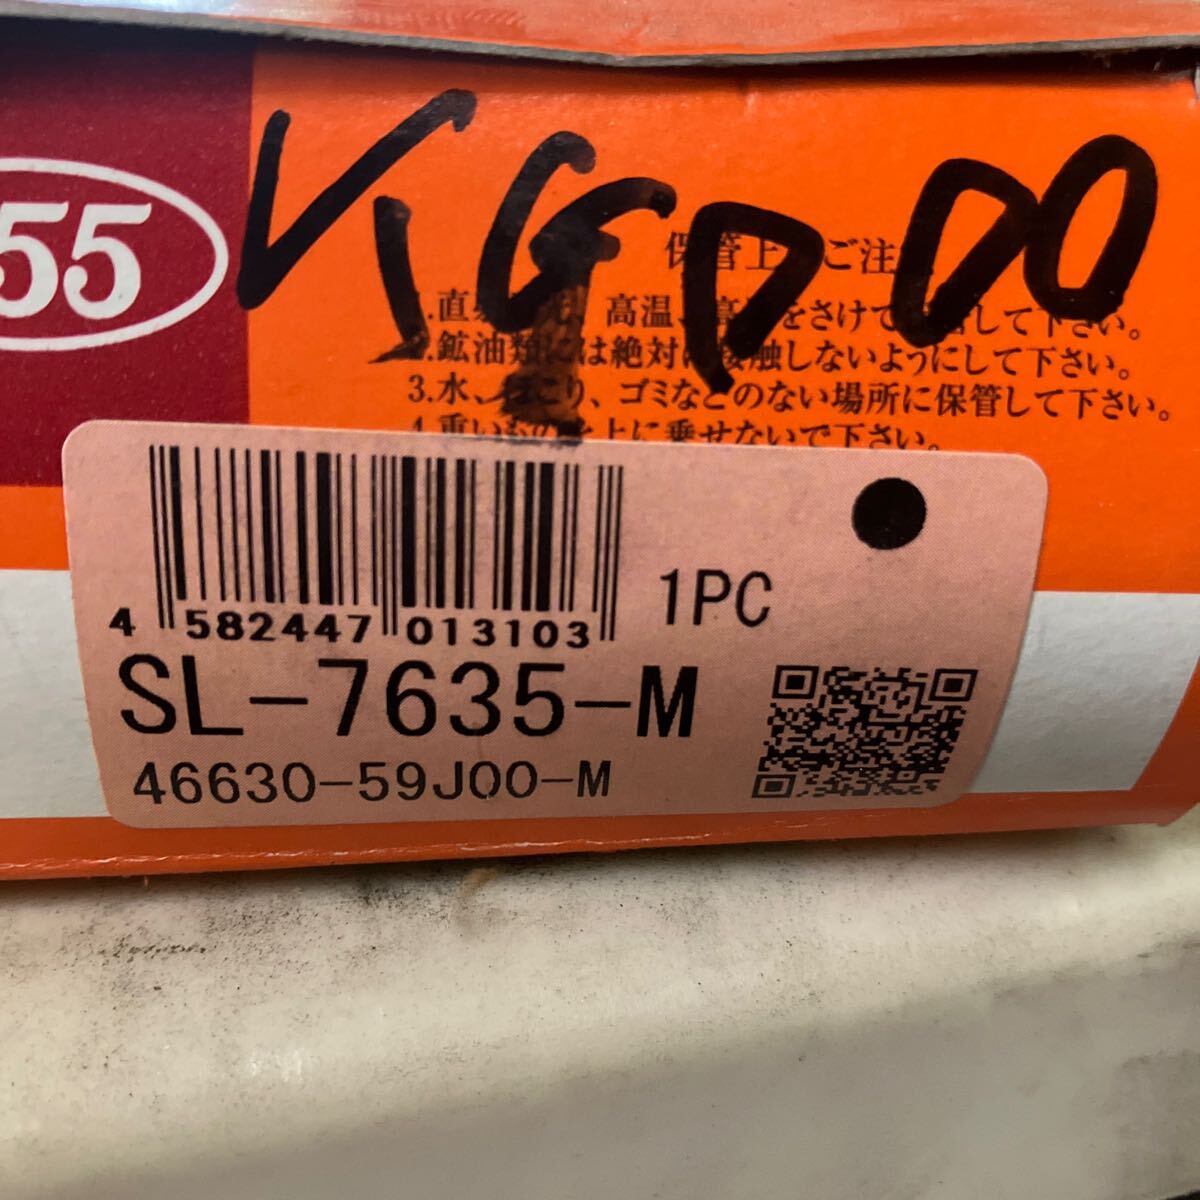 55
保管上のご注意
1.直射日光、高温、高湿をさけて保管して下さい。
2.鉱油類には絶対に接触しないようにして下さい。
3.水、ほこり、ゴミなどのない場所に保管して下さい。
4.重いものを上に乗せないで下さい。
4 582447 013103
1PC
SL-7635-M
46630-59J00-M